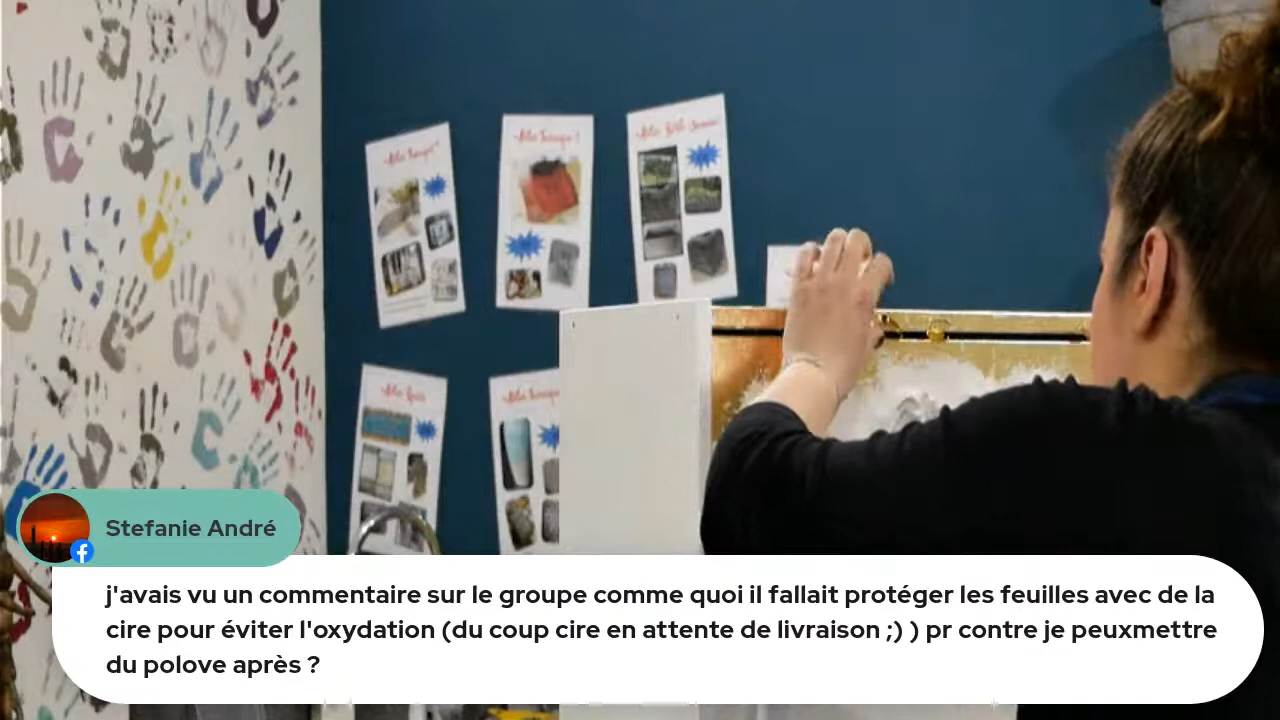 Stefanie André
j'avais vu un commentaire sur le groupe comme quoi il fallait protéger les feuilles avec de la
cire pour éviter l'oxydation (du coup cire en attente de livraison ;) ) pr contre je peuxmettre
du polove après ?